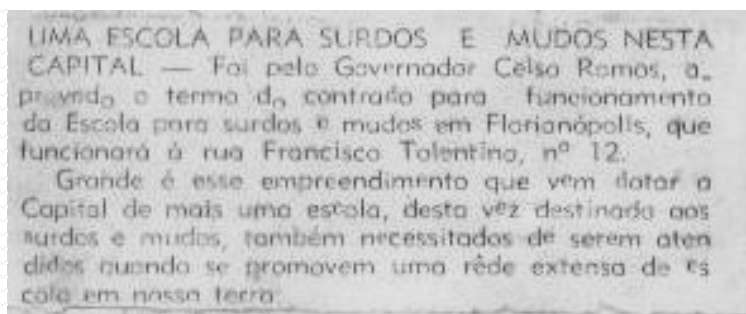 UMA ESCOLA PARA SURDOS E MUDOS NESTA
CAPITAL — Foi pelo Governador Celso Ramos, a-
provado o termo do contrato para funcionamento
da Escola para surdos e mudos em Florianópolis, que
funcionará à rua Francisco Tolentino, nº 12.
Grande é esse empreendimento que vem dotar a
Capital de mais uma escola, desta vez destinada aos
surdos e mudos, também necessitados de serem aten
didos quando se promovem uma rêde extensa de es
cola em nossa terra.